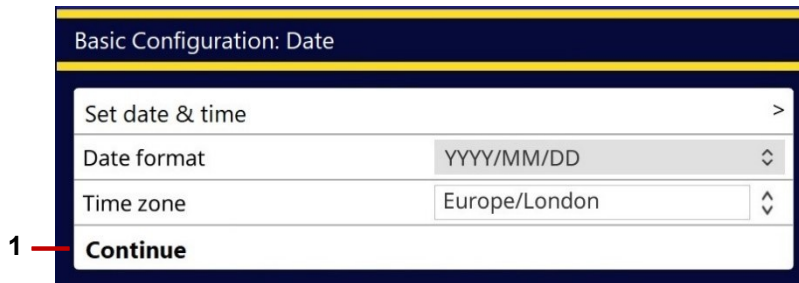 Basic Configuration: Date
Set date & time >
Date format YYYY/MM/DD
Time zone Europe/London
1 Continue